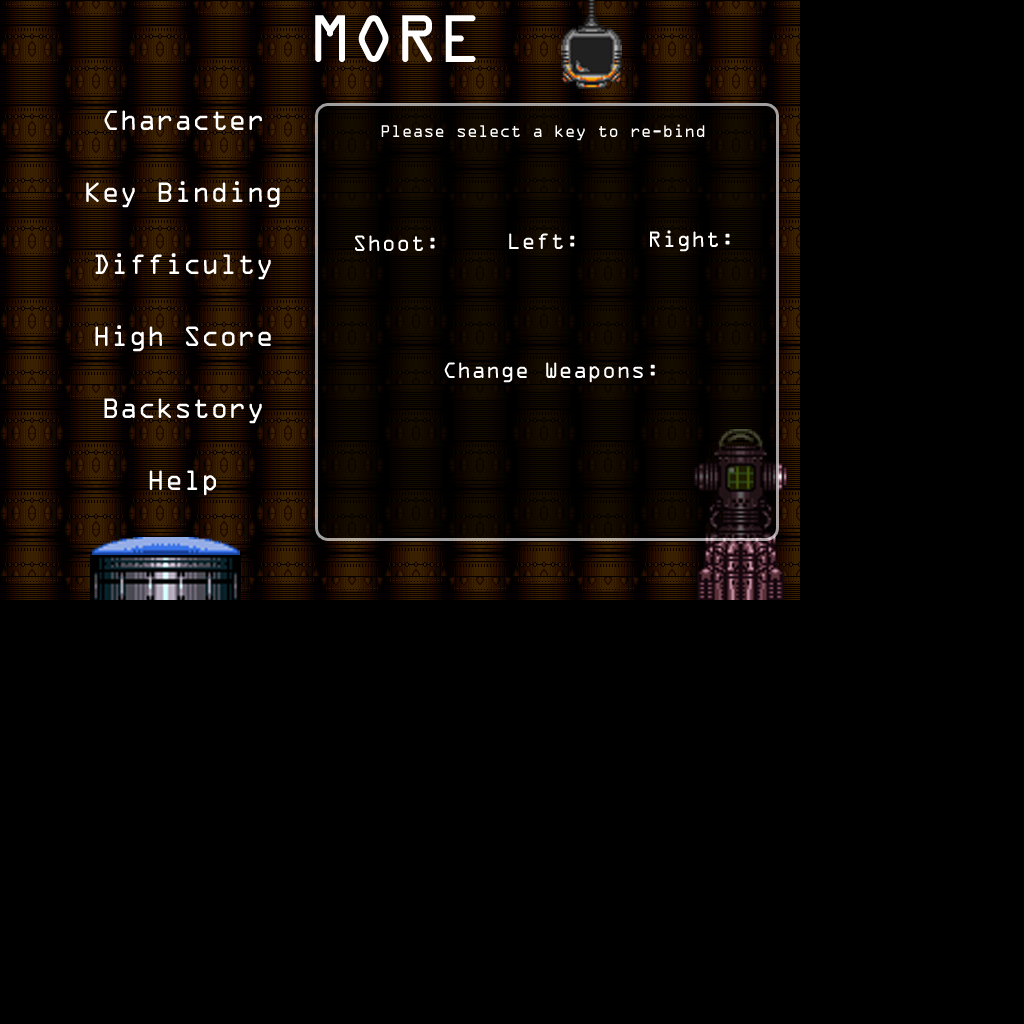 MORE
Character
Key Binding
Difficulty
High Score
Backstory
Help
Please select a key to re-bind
Shoot: Left: Right:
Change Weapons: